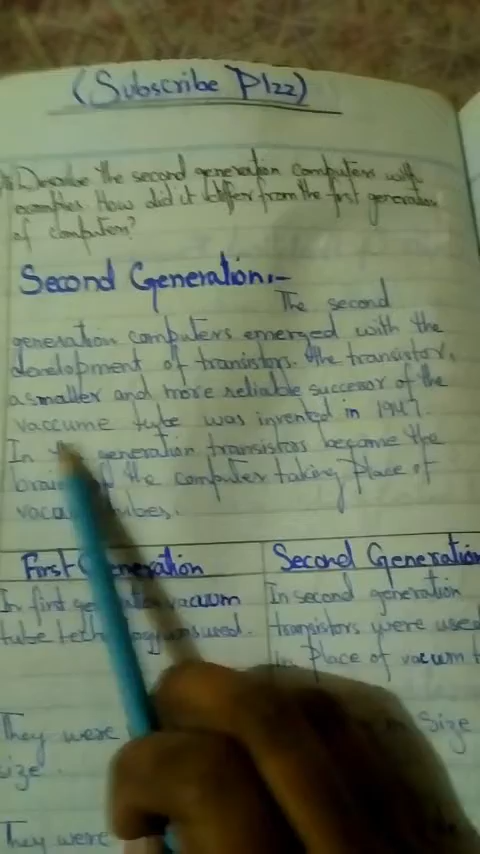 (Subscribe Plzz)
Describe the second generation computers with
examples. How did it differ from the first generation
of computer?
Second Generation:-
The second
generation computers emerged with the
development of transistors. The transistor,
a smaller and more reliable successor of the
vaccume tube was invented in 1947.
In generation transistors became the
the computer taking Place of
tubes.
First Generation
Second Generation
In first vacuum
tube used.
In second generation
transistors were used
in Place of vacuum
They were
size.
Size
They were